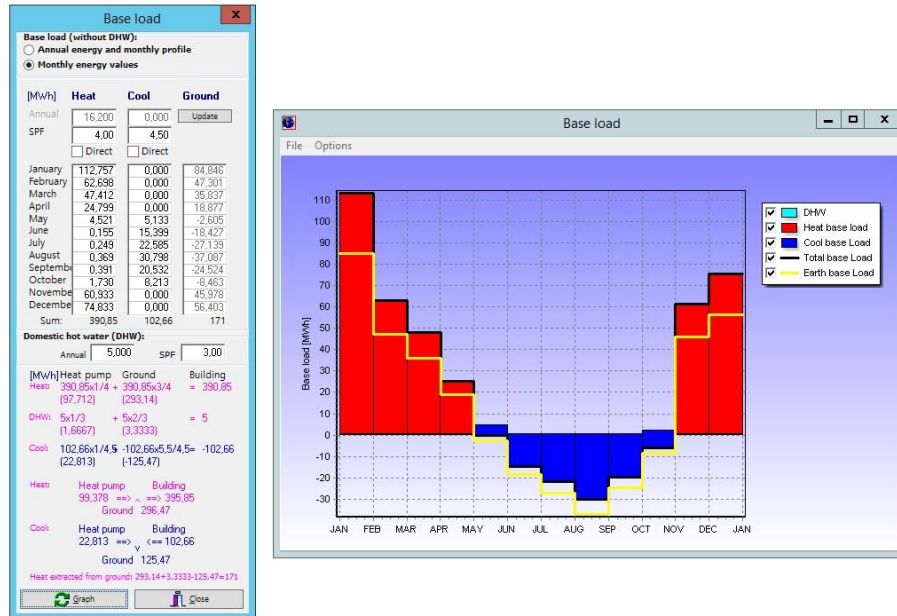 Base load
x
Base load (without DHW):
Annual energy and monthly profile
Monthly energy values
[MWh] Heat Cool Ground
Annual 16,200 0,000 Update
SPF 4,00 4,50
Direct Direct
January 112,757 0,000 84,846
February 62,698 0,000 47,301
March 47,412 0,000 35,837
April 24,799 0,000 18,877
May 4,521 5,133 -2,605
June 0,155 15,399 -18,427
July 0,249 22,585 -27,139
August 0,369 30,798 -37,087
Septembe 0,391 20,532 -24,524
October 1,730 8,213 -8,463
Novembe 60,933 0,000 45,978
December 74,833 0,000 56,403
Sum: 390,85 102,66 171
Domestic hot water (DHW):
Annual 5,000 SPF 3,00
[MWh] Heat pump Ground Building
Heat: 390,85x1/4 + 390,85x3/4 = 390,85
(97,712) (293,14)
DHW: 5x1/3 + 5x2/3 = 5
(1,6667) (3,3333)
Cool: 102,66x1/4,5 -102,66x5,5/4,5= -102,66
(22,813) (-125,47)
Heat: Heat pump Building
99,378 ==> ^ ==> 395,85
Ground 296,47
Cool: Heat pump Building
22,813 ==> v <== 102,66
Ground 125,47
Heat extracted from ground: 293,14+3,3333-125,47=171
Graph Close
Base load
x
File Options
Base load [MWh]
110
100
90
80
70
60
50
40
30
20
10
0
-10
-20
-30
JAN FEB MAR APR MAY JUN JUL AUG SEP OCT NOV DEC JAN
DHW
Heat base load
Cool base Load
Total base Load
Earth base Load